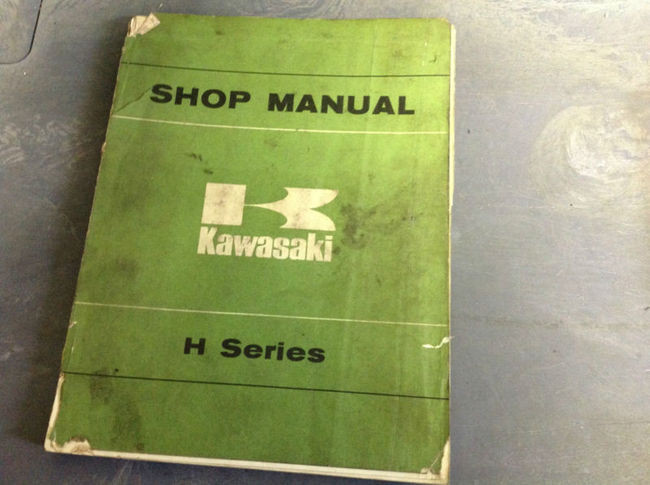 SHOP MANUAL
Kawasaki
H Series